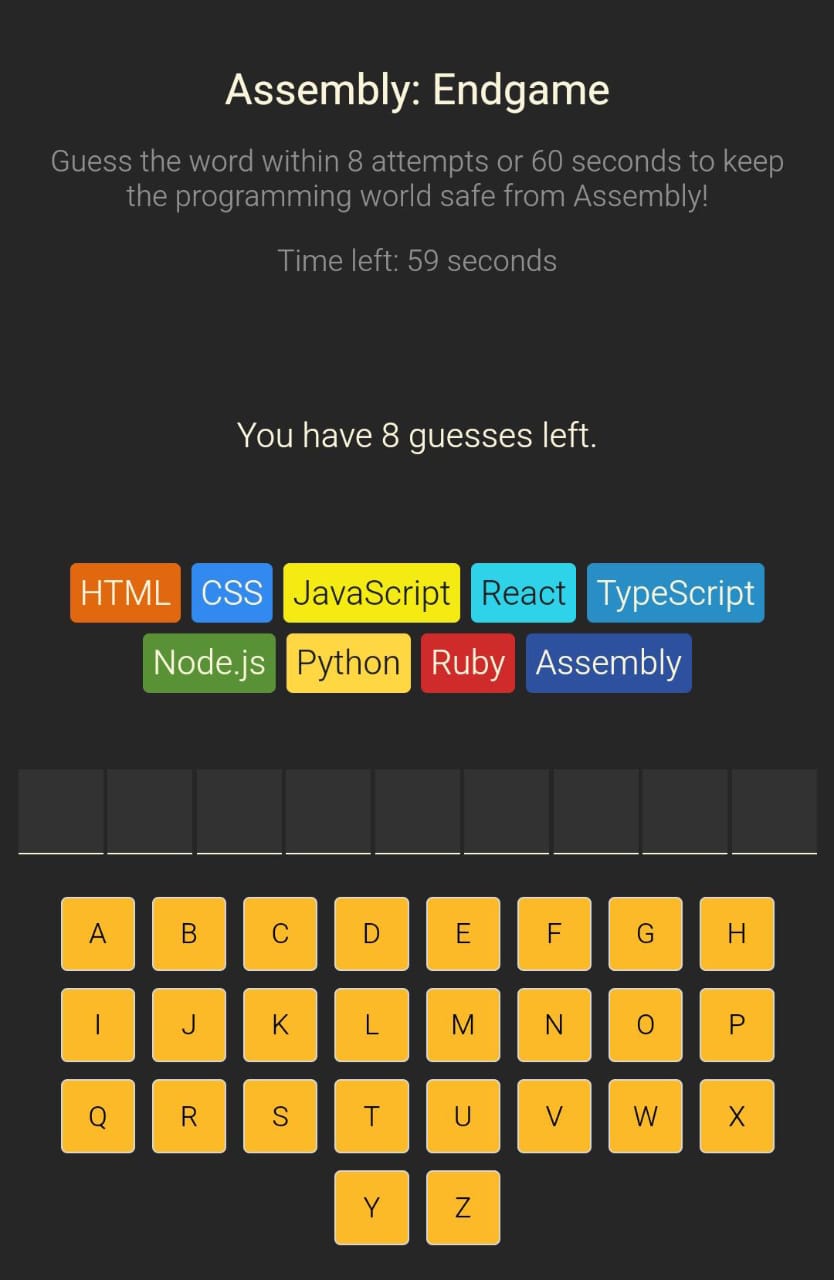 Assembly: Endgame
Guess the word within 8 attempts or 60 seconds to keep
the programming world safe from Assembly!
Time left: 59 seconds
You have 8 guesses left.
HTML CSS JavaScript React TypeScript
Node.js Python Ruby Assembly
A B C D E F G H
I J K L M N O P
Q R S T U V W X
Y Z